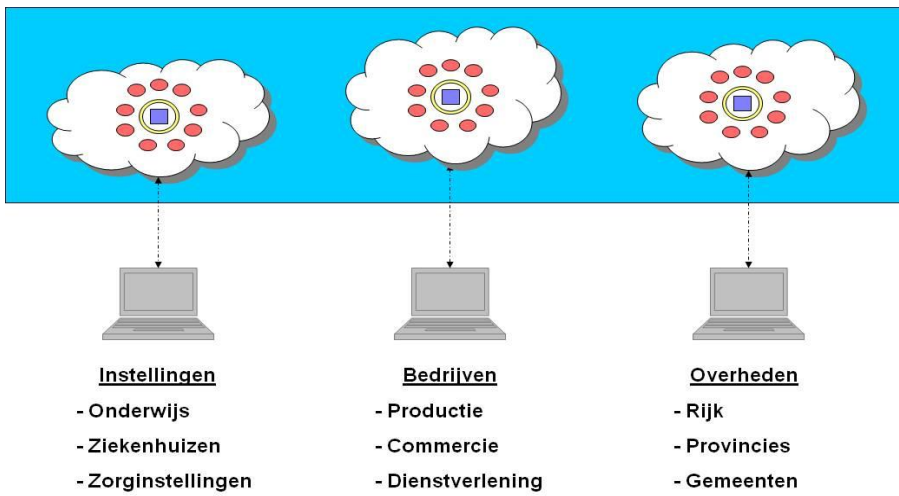 Instellingen
- Onderwijs
- Ziekenhuizen
- Zorginstellingen
Bedrijven
- Productie
- Commercie
- Dienstverlening
Overheden
- Rijk
- Provincies
- Gemeenten